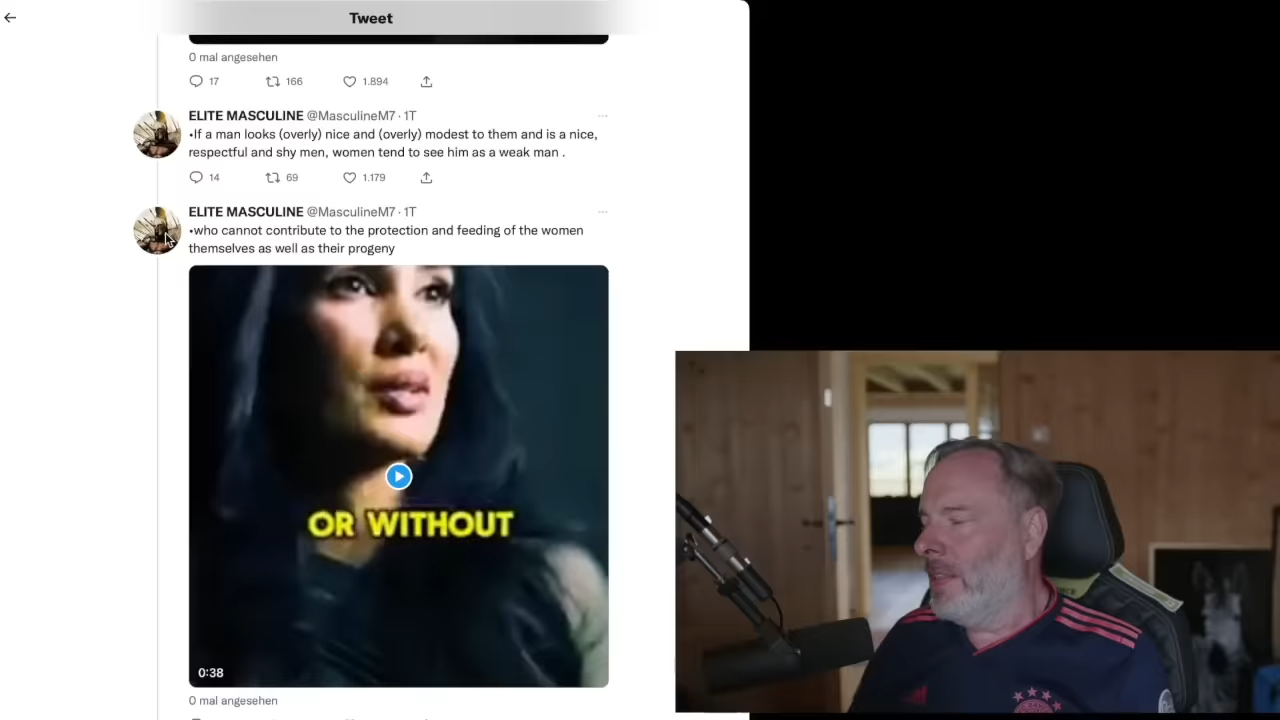 Tweet
0 mal angesehen
17 166 1.894
ELITE MASCULINE @MasculineM7 · 1T
•If a man looks (overly) nice and (overly) modest to them and is a nice,
respectful and shy men, women tend to see him as a weak man .
14 69 1.179
ELITE MASCULINE @MasculineM7 · 1T
•who cannot contribute to the protection and feeding of the women
themselves as well as their progeny
OR WITHOUT
0:38
0 mal angesehen